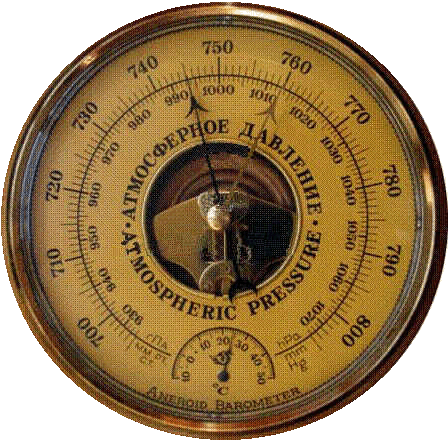 700 710 720 730 740 750 760 770 780 790 800
930 940 950 960 970 980 990 1000 1010 1020 1030 1040 1050 1060 1070
• АТМОСФЕРНОЕ ДАВЛЕНИЕ •
ATMOSPHERIC PRESSURE
гПа
мм рт.
ст.
hPa
mm
Hg
10 0 10 20 30 40 50
°C
ANEROID BAROMETER